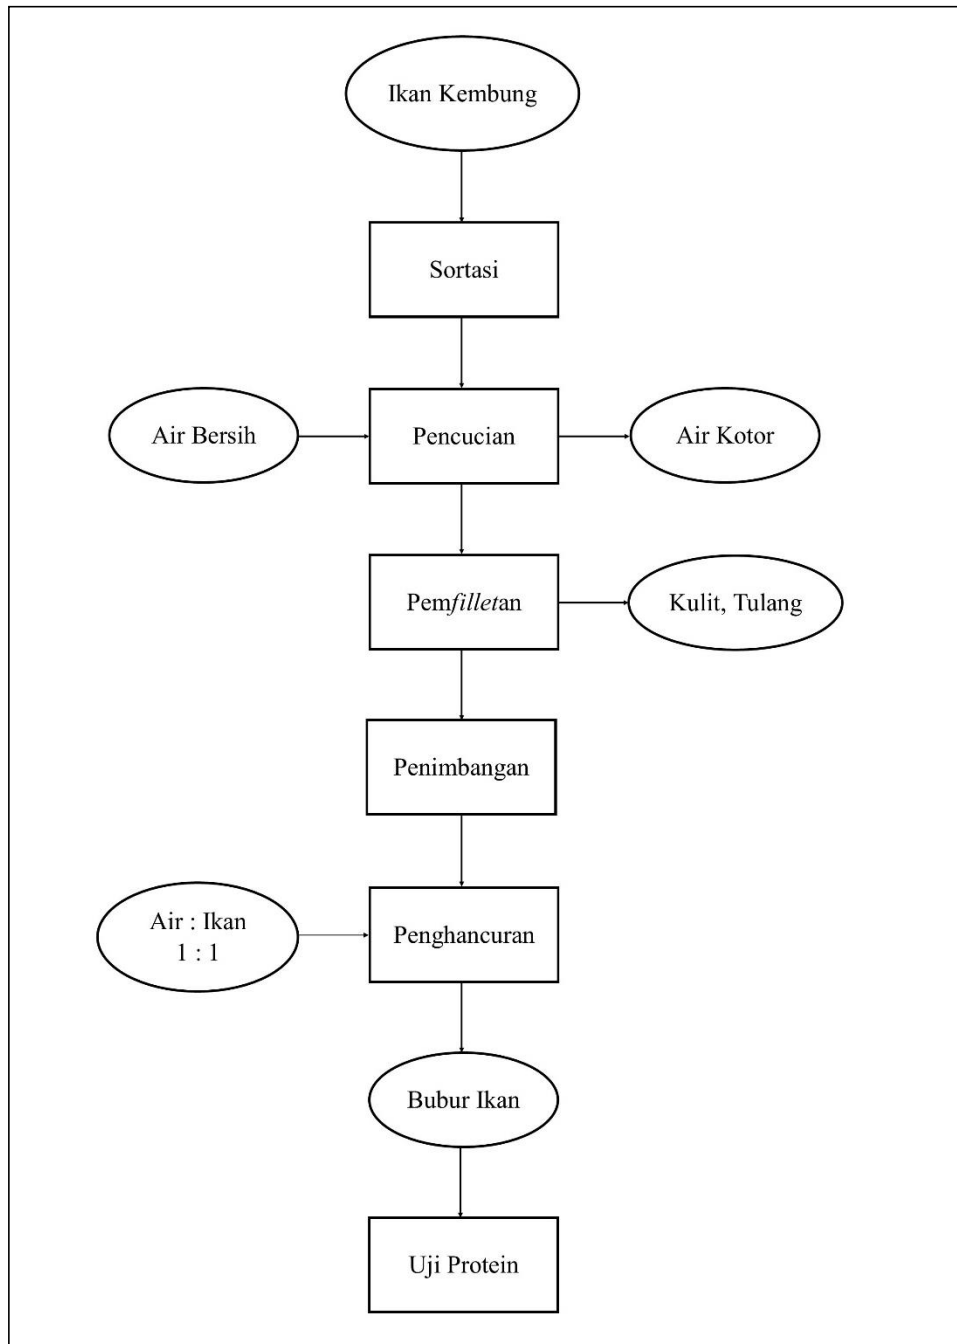 Ikan Kembung
Sortasi
Air Bersih
Pencucian
Air Kotor
Pemfilletan
Kulit, Tulang
Penimbangan
Air : Ikan
1 : 1
Penghancuran
Bubur Ikan
Uji Protein